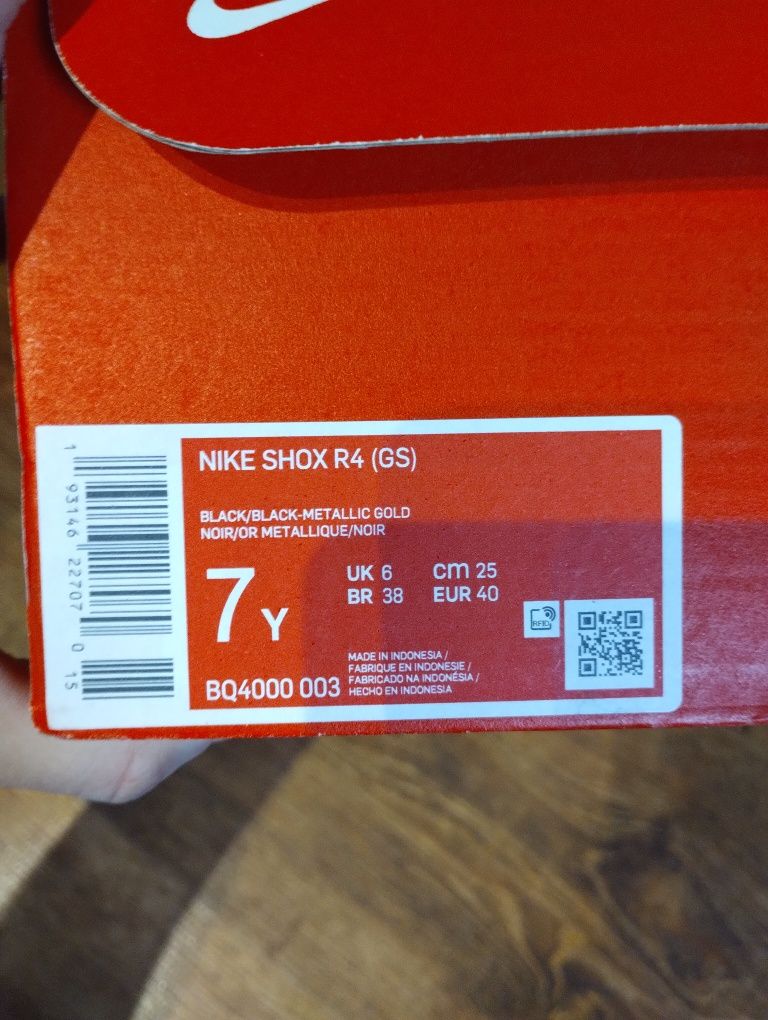 NIKE SHOX R4 (GS)
BLACK/BLACK-METALLIC GOLD
NOIR/OR METALLIQUE/NOIR
7Y
UK 6 cm 25
BR 38 EUR 40
RFID
BQ4000 003
MADE IN INDONESIA /
FABRIQUE EN INDONESIE /
FABRICADO NA INDONÉSIA /
HECHO EN INDONESIA
1 93146 22707 0 15